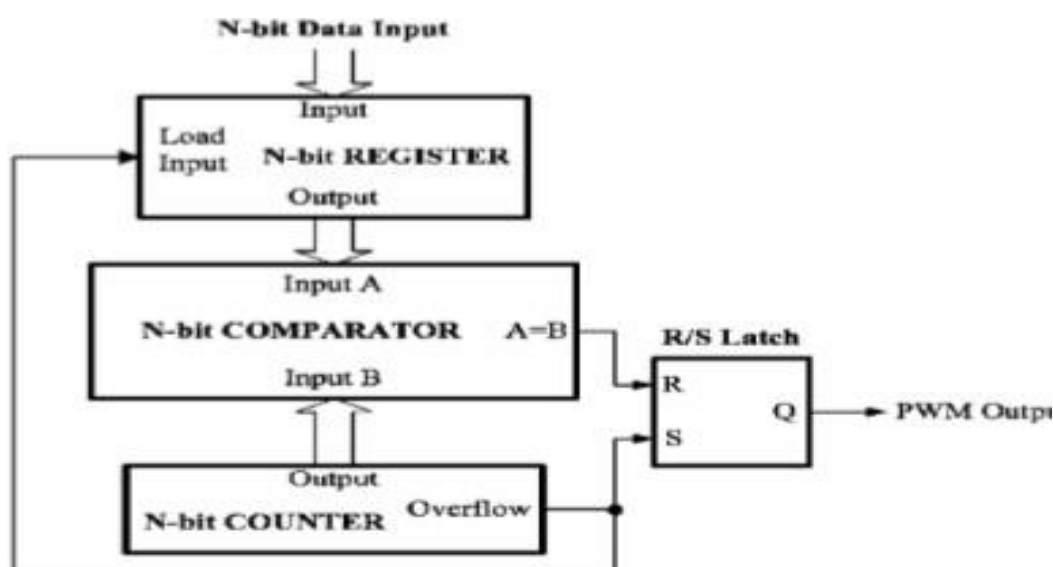 N-bit Data Input
Input
Load
Input
N-bit REGISTER
Output
Input A
N-bit COMPARATOR
A=B
Input B
R/S Latch
R
Q
S
PWM Outpu
Output
Overflow
N-bit COUNTER